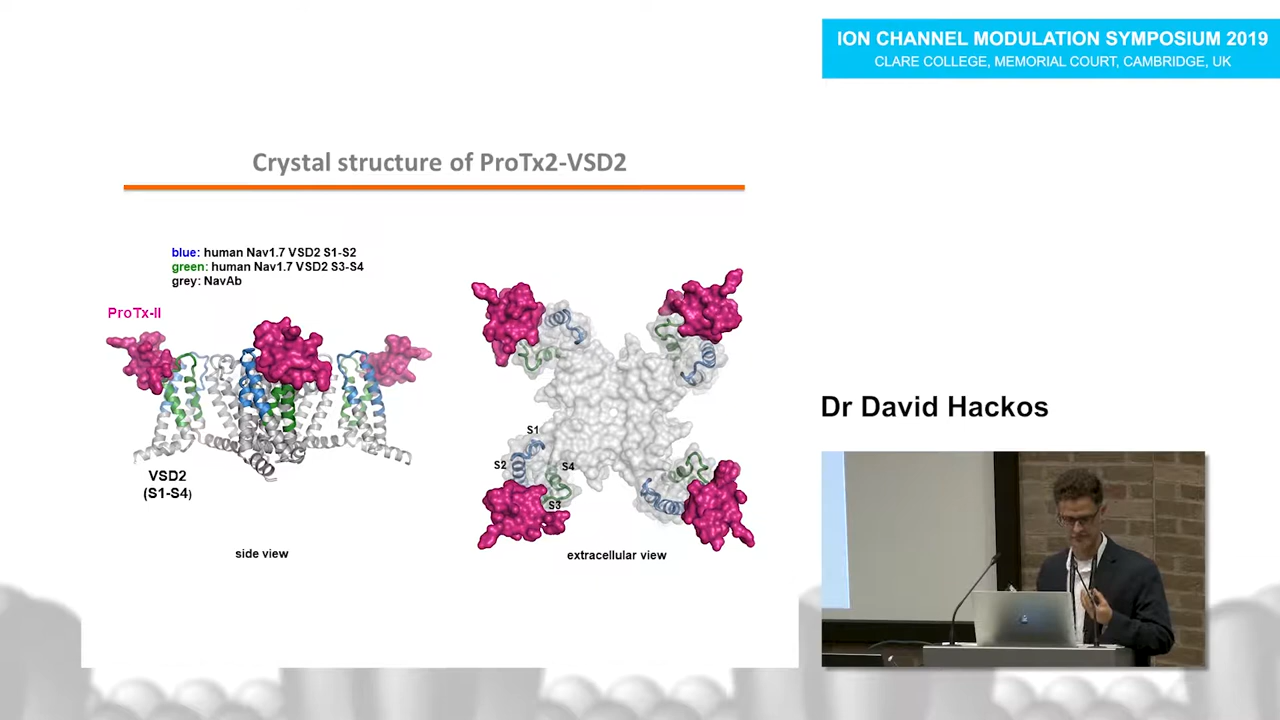 ION CHANNEL MODULATION SYMPOSIUM 2019
CLARE COLLEGE, MEMORIAL COURT, CAMBRIDGE, UK
Crystal structure of ProTx2-VSD2
blue: human Nav1.7 VSD2 S1-S2
green: human Nav1.7 VSD2 S3-S4
grey: NavAb
ProTx-II
VSD2
(S1-S4)
side view
S1
S2
S4
S3
extracellular view
Dr David Hackos